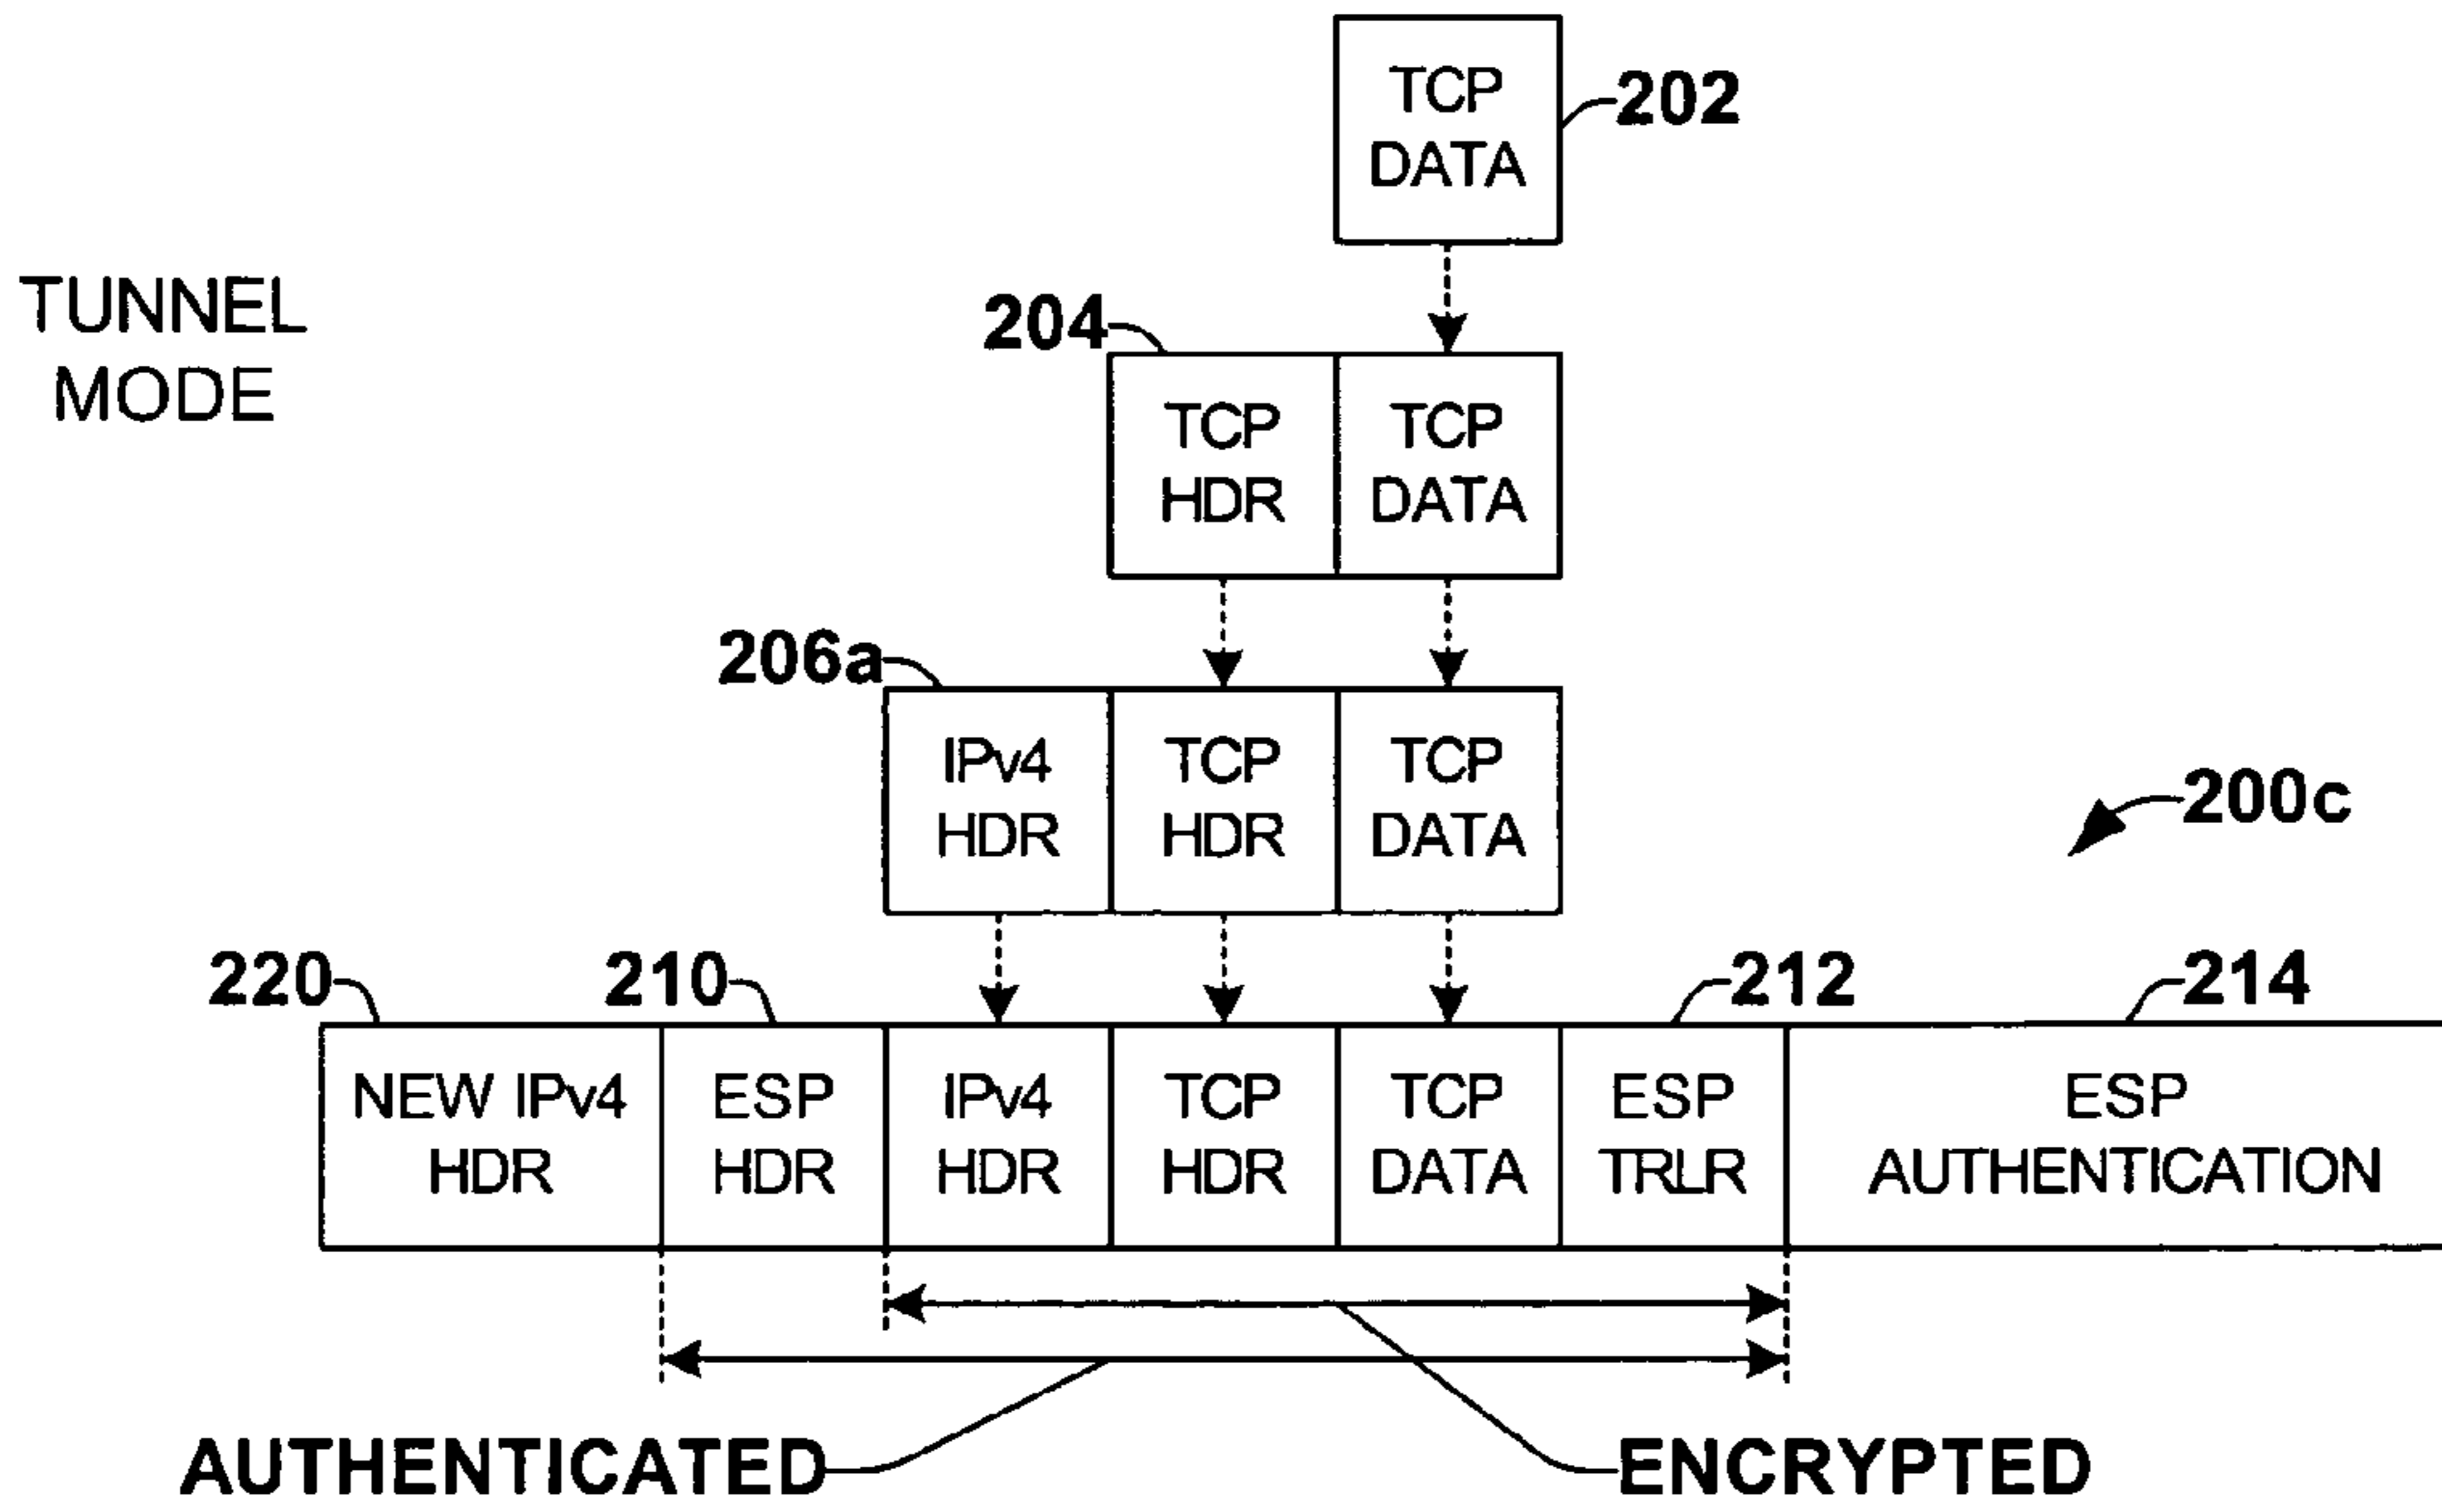 TCP
DATA
202
TUNNEL
MODE
204
TCP
HDR
TCP
DATA
206a
IPv4
HDR
TCP
HDR
TCP
DATA
200c
220
210
212
214
NEW IPv4
HDR
ESP
HDR
IPv4
HDR
TCP
HDR
TCP
DATA
ESP
TRLR
ESP
AUTHENTICATION
AUTHENTICATED
ENCRYPTED